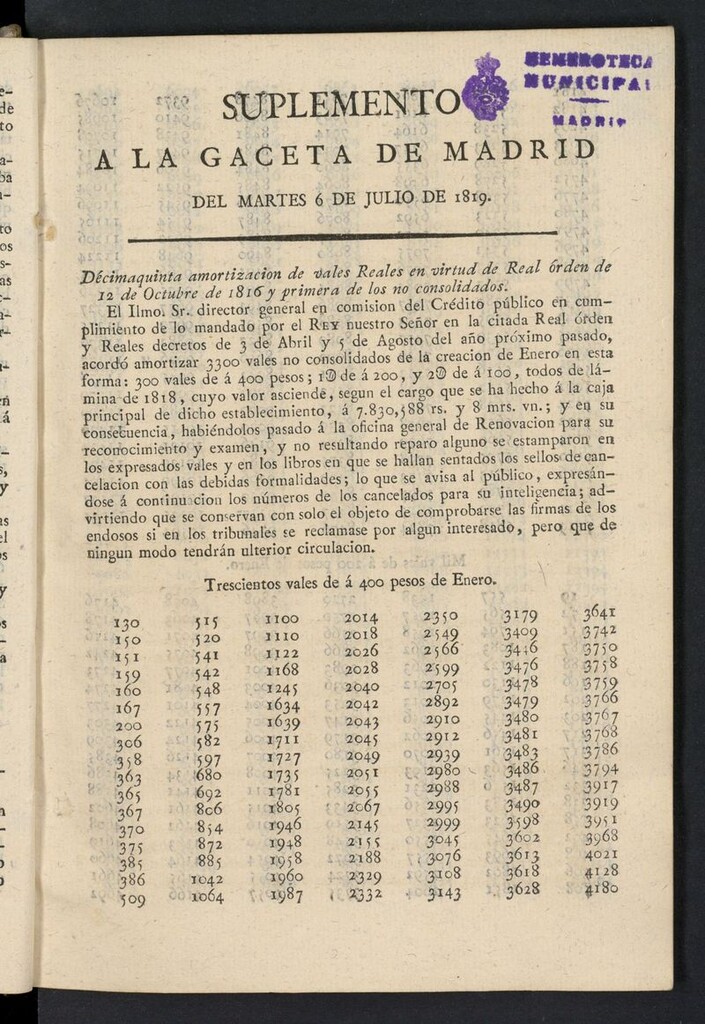 HEMEROTECA
MUNICIPAL
MADRID
SUPLEMENTO
A LA GACETA DE MADRID
DEL MARTES 6 DE JULIO DE 1819.
Décimaquinta amortizacion de vales Reales en virtud de Real órden de
12 de Octubre de 1816 y primera de los no consolidados.
El Ilmo. Sr. director general en comision del Crédito público en cum-
plimiento de lo mandado por el REY nuestro Señor en la citada Real órden
y Reales decretos de 3 de Abril y 5 de Agosto del año próximo pasado,
acordó amortizar 3300 vales no consolidados de la creacion de Enero en esta
forma: 300 vales de á 400 pesos; 1Ⅾ de á 200, y 2Ⅾ de á 100, todos de lá-
mina de 1818, cuyo valor asciende, segun el cargo que se ha hecho á la caja
principal de dicho establecimiento, á 7.830,588 rs. y 8 mrs. vn.; y en su
consecuencia, habiéndolos pasado á la oficina general de Renovacion para su
reconocimiento y examen, y no resultando reparo alguno se estamparon en
los expresados vales y en los libros en que se hallan sentados los sellos de can-
celacion con las debidas formalidades; lo que se avisa al público, expresán-
dose á continuacion los números de los cancelados para su inteligencia; ad-
virtiendo que se conservan con solo el objeto de comprobarse las firmas de los
endosos si en los tribunales se reclamase por algun interesado, pero que de
ningun modo tendrán ulterior circulacion.
Trescientos vales de á 400 pesos de Enero.
130 515 1100 2014 2350 3179 3641
150 520 1110 2018 2549 3409 3742
151 541 1122 2026 2566 3446 3750
159 542 1168 2028 2599 3476 3758
160 548 1245 2040 2705 3478 3759
167 557 1634 2042 2892 3479 3766
200 575 1639 2043 2910 3480 3767
306 582 1711 2045 2912 3481 3768
358 597 1727 2049 2939 3483 3786
363 680 1735 2051 2980 3486 3794
365 692 1781 2055 2988 3487 3917
367 806 1805 2067 2995 3490 3919
370 854 1946 2145 2999 3598 3951
375 872 1948 2155 3045 3602 3968
385 885 1958 2188 3076 3613 4021
386 1042 1960 2329 3108 3618 4128
509 1064 1987 2332 3143 3628 4180